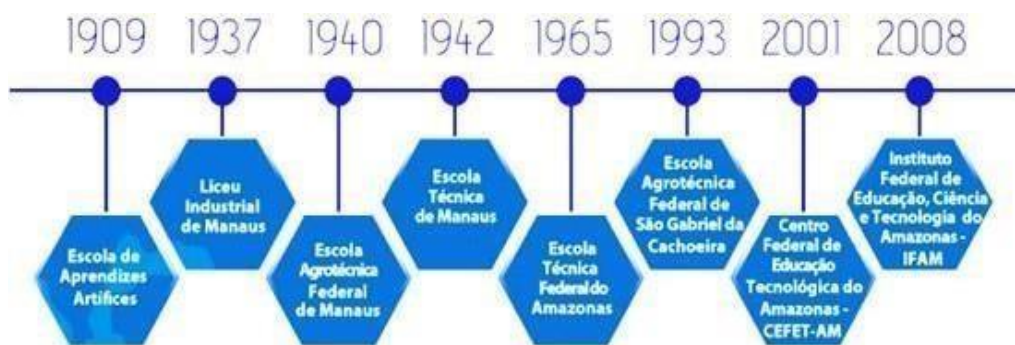 1909 1937 1940 1942 1965 1993 2001 2008
Escola de
Aprendizes
Artifices
Liceu
Industrial
de Manaus
Escola
Agrotécnica
Federal
de Manaus
Escola
Técnica
de Manaus
Escola
Técnica
Federal do
Amazonas
Escola
Agrotécnica
Federal de
São Gabriel da
Cachoeira
Centro
Federal de
Educação
Tecnológica do
Amazonas -
CEFET-AM
Instituto
Federal de
Educação, Ciência
e Tecnologia do
Amazonas -
IFAM